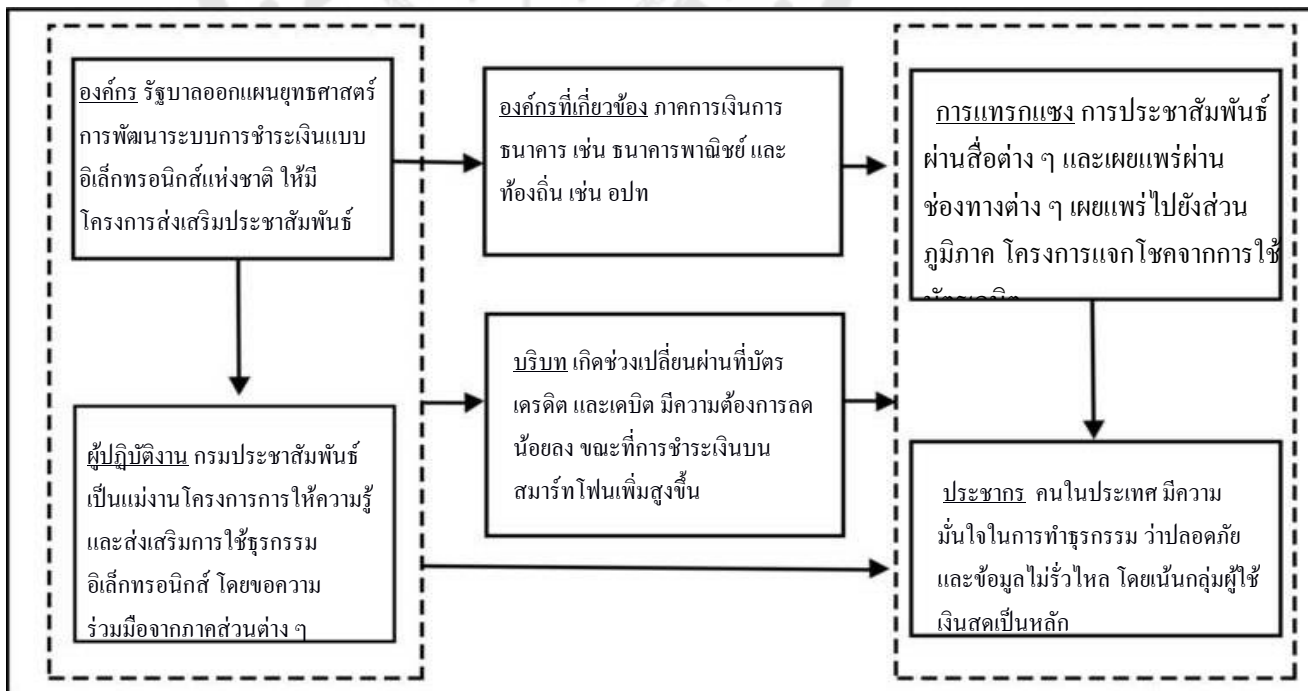 องค์กร รัฐบาลออกแผนยุทธศาสตร์
การพัฒนาระบบการชำระเงินแบบ
อิเล็กทรอนิกส์แห่งชาติ ให้มี
โครงการส่งเสริมประชาสัมพันธ์
องค์กรที่เกี่ยวข้อง ภาคการเงินการ
ธนาคาร เช่น ธนาคารพาณิชย์ และ
ท้องถิ่น เช่น อปท
การแทรกแซง การประชาสัมพันธ์
ผ่านสื่อต่าง ๆ และเผยแพร่ผ่าน
ช่องทางต่าง ๆ เผยแพร่ไปยังส่วน
ภูมิภาค โครงการแจกโชคจากการใช้
บริบท เกิดช่วงเปลี่ยนผ่านที่บัตร
เครดิต และเดบิต มีความต้องการลด
น้อยลง ขณะที่การชำระเงินบน
สมาร์ทโฟนเพิ่มสูงขึ้น
ผู้ปฏิบัติงาน กรมประชาสัมพันธ์
เป็นแม่งานโครงการการให้ความรู้
และส่งเสริมการใช้ธุรกรรม
อิเล็กทรอนิกส์ โดยขอความ
ร่วมมือจากภาคส่วนต่าง ๆ
ประชากร คนในประเทศ มีความ
มั่นใจในการทำธุรกรรม ว่าปลอดภัย
และข้อมูลไม่รั่วไหล โดยเน้นกลุ่มผู้ใช้
เงินสดเป็นหลัก